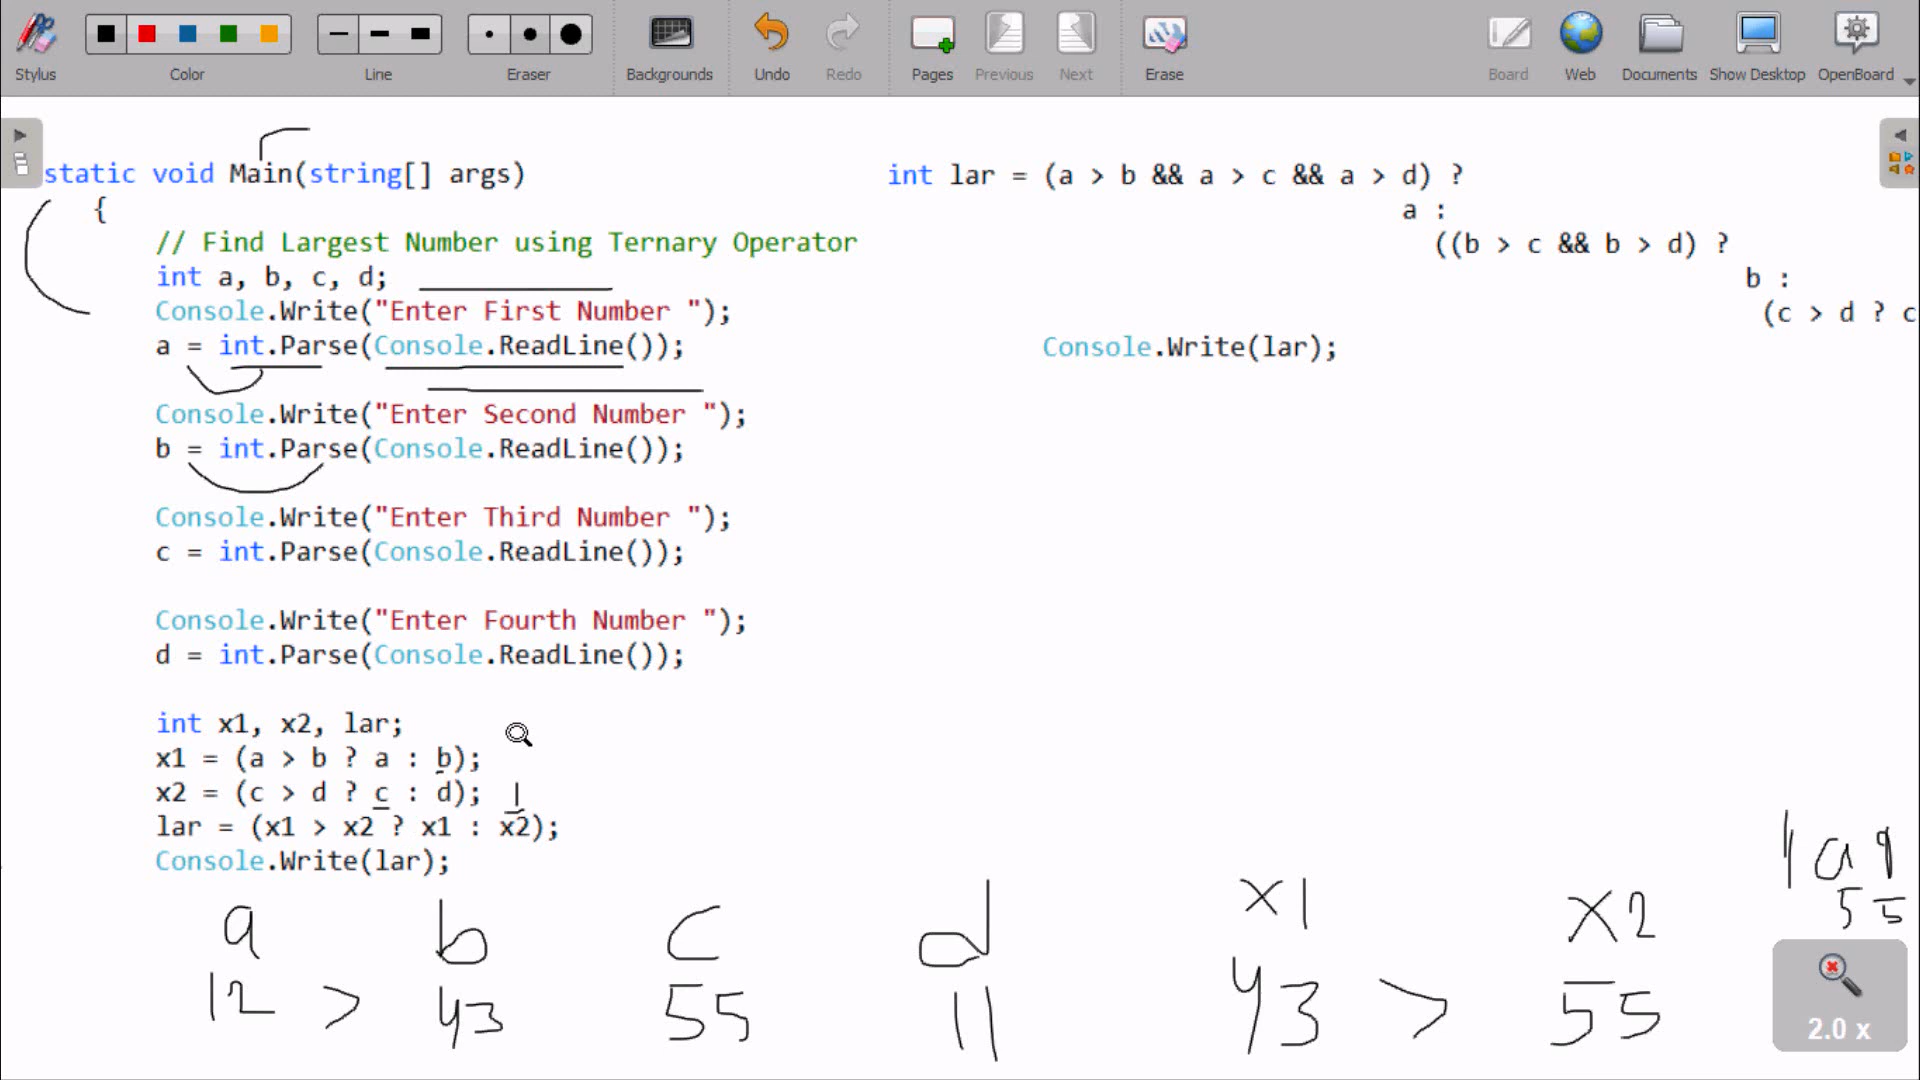 Stylus Color Line Eraser Backgrounds Undo Redo Pages Previous Next Erase Board Web Documents Show Desktop OpenBoard
static void Main(string[] args)
{
// Find Largest Number using Ternary Operator
int a, b, c, d;
Console.Write("Enter First Number ");
a = int.Parse(Console.ReadLine());
Console.Write("Enter Second Number ");
b = int.Parse(Console.ReadLine());
Console.Write("Enter Third Number ");
c = int.Parse(Console.ReadLine());
Console.Write("Enter Fourth Number ");
d = int.Parse(Console.ReadLine());
int x1, x2, lar;
x1 = (a > b ? a : b);
x2 = (c > d ? c : d);
lar = (x1 > x2 ? x1 : x2);
Console.Write(lar);
int lar = (a > b && a > c && a > d) ?
a :
((b > c && b > d) ?
b :
(c > d ? c
Console.Write(lar);
a b c d x1 x2 lar
12 > 43 55 11 43 > 55 55
2.0 x